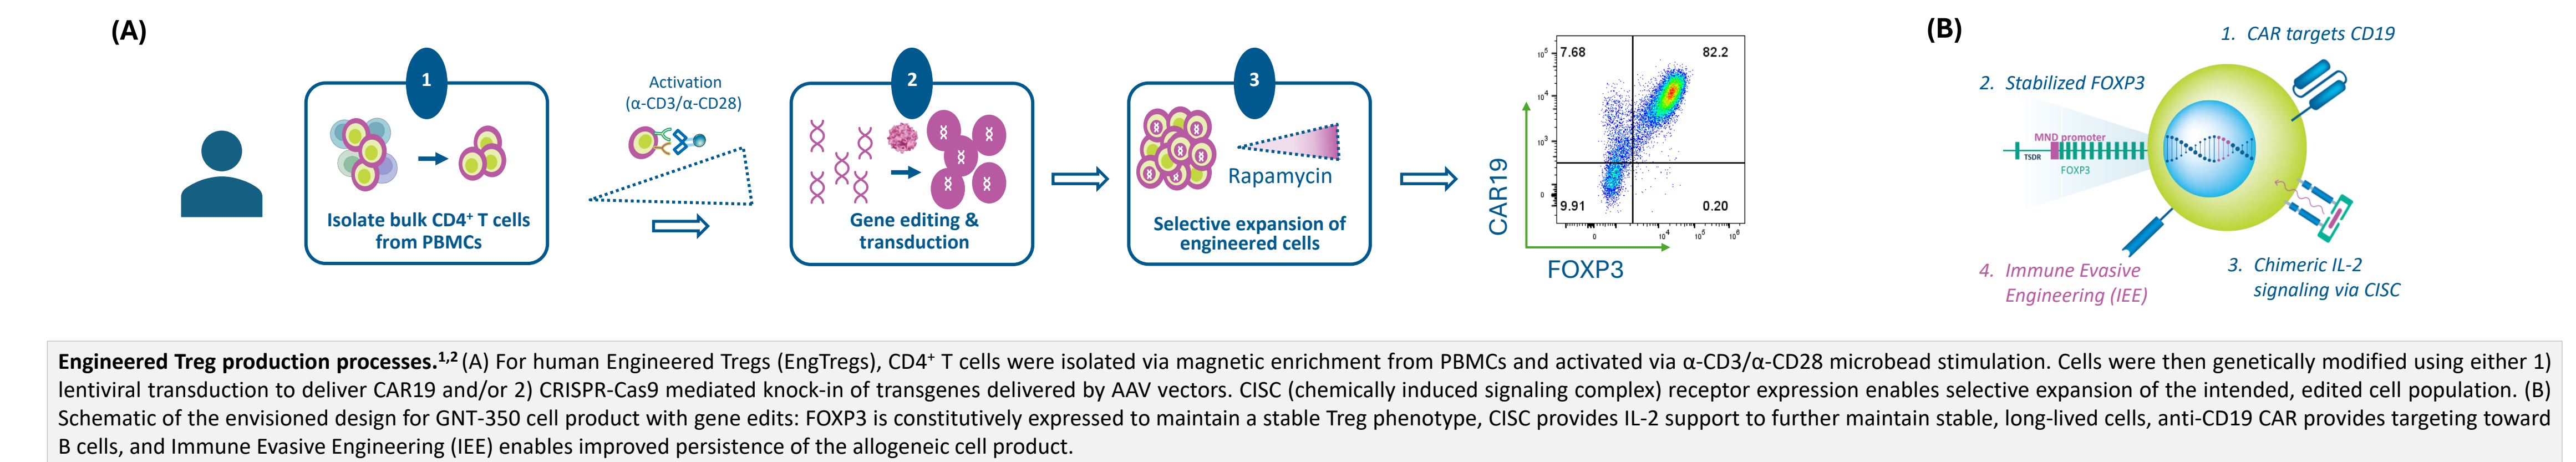 (A)
1
Isolate bulk CD4⁺ T cells
from PBMCs
Activation
(α-CD3/α-CD28)
2
Gene editing &
transduction
3
Rapamycin
Selective expansion of
engineered cells
CAR19
10⁵
10⁴
10³
0
7.68
82.2
9.91
0.20
0
10⁴
10⁵
10⁶
FOXP3
(B)
1. CAR targets CD19
2. Stabilized FOXP3
MND promoter
TSDR
FOXP3
4. Immune Evasive
Engineering (IEE)
3. Chimeric IL-2
signaling via CISC
Engineered Treg production processes.¹,² (A) For human Engineered Tregs (EngTregs), CD4⁺ T cells were isolated via magnetic enrichment from PBMCs and activated via α-CD3/α-CD28 microbead stimulation. Cells were then genetically modified using either 1)
lentiviral transduction to deliver CAR19 and/or 2) CRISPR-Cas9 mediated knock-in of transgenes delivered by AAV vectors. CISC (chemically induced signaling complex) receptor expression enables selective expansion of the intended, edited cell population. (B)
Schematic of the envisioned design for GNT-350 cell product with gene edits: FOXP3 is constitutively expressed to maintain a stable Treg phenotype, CISC provides IL-2 support to further maintain stable, long-lived cells, anti-CD19 CAR provides targeting toward
B cells, and Immune Evasive Engineering (IEE) enables improved persistence of the allogeneic cell product.